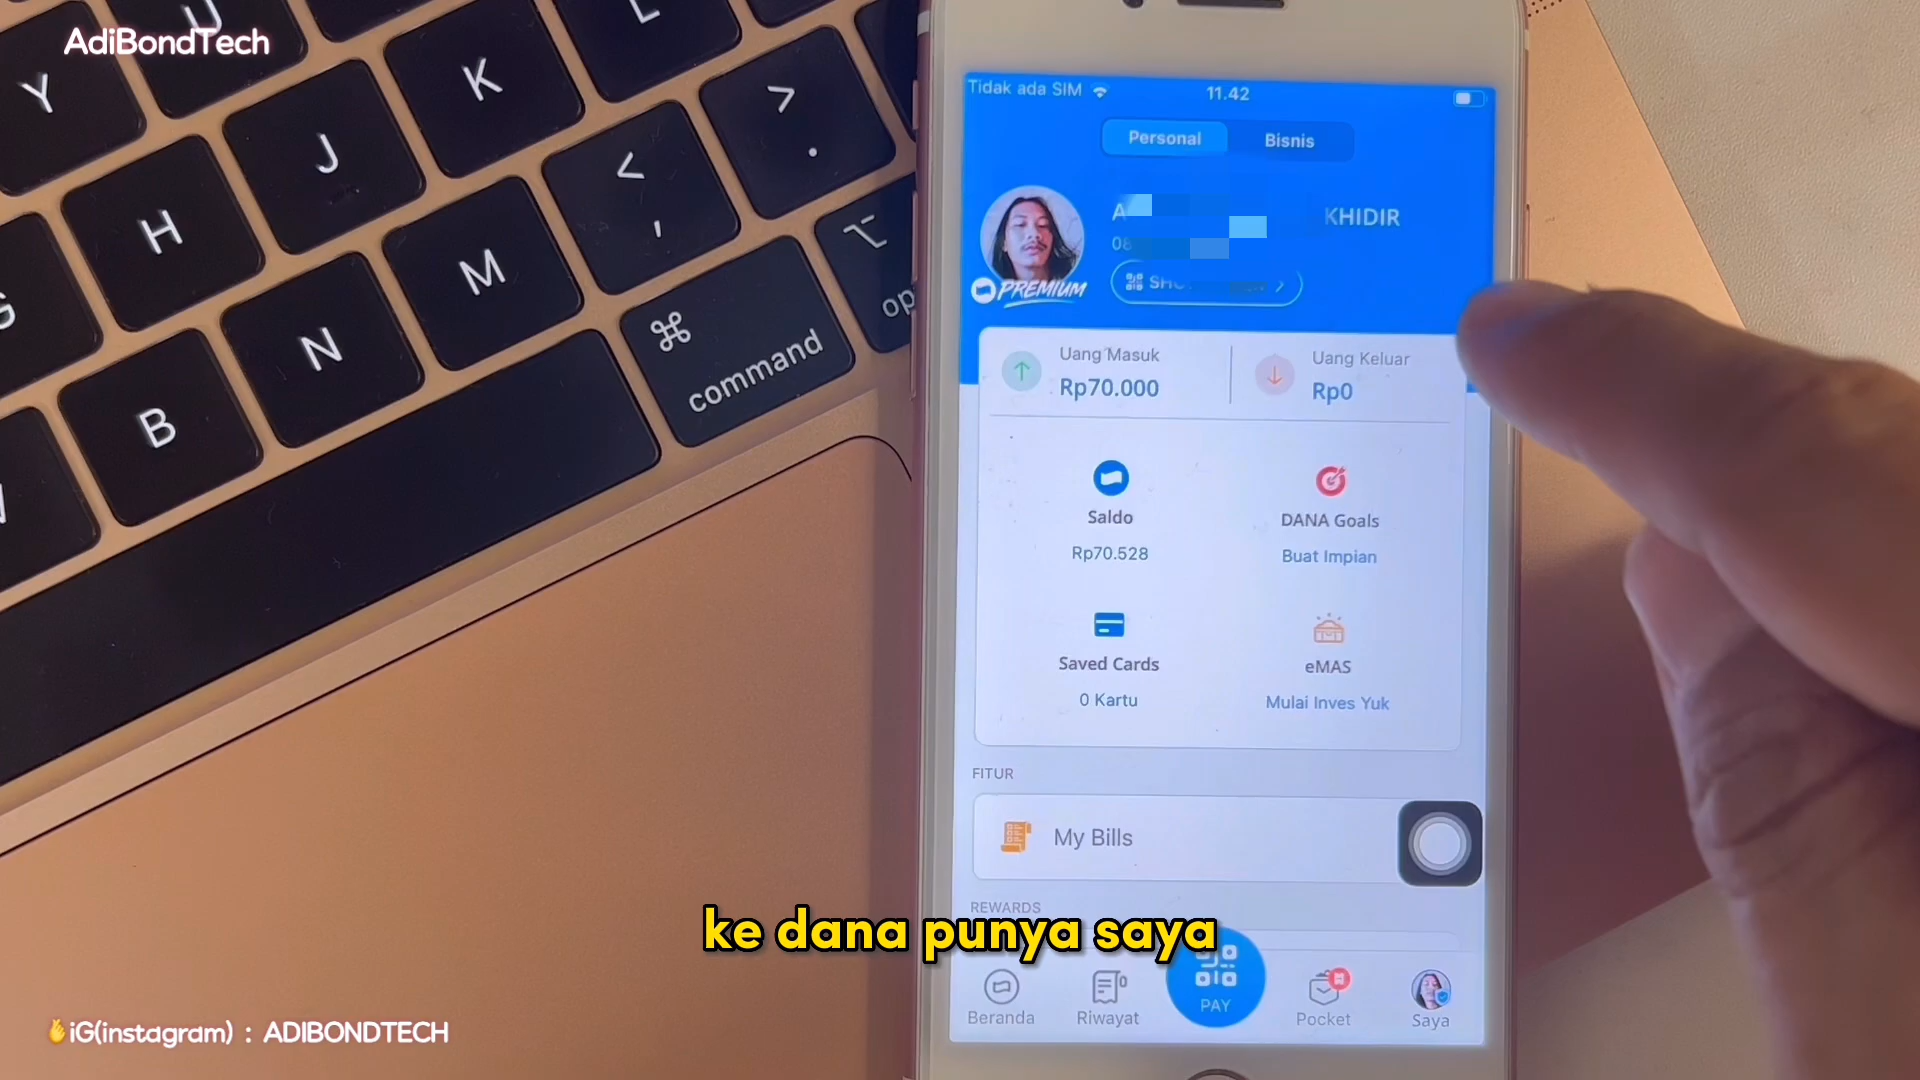 AdiBondTech
Y
U
L
K
>
.
J
<
,
H
M
G
N
command
B
Tidak ada SIM
11.42
Personal
Bisnis
KHIDIR
08
PREMIUM
Uang Masuk
Rp70.000
Uang Keluar
Rp0
Saldo
Rp70.528
DANA Goals
Buat Impian
Saved Cards
0 Kartu
eMAS
Mulai Inves Yuk
FITUR
My Bills
REWARDS
ke dana punya saya
Beranda
Riwayat
PAY
Pocket
Saya
iG(instagram) : ADIBONDTECH